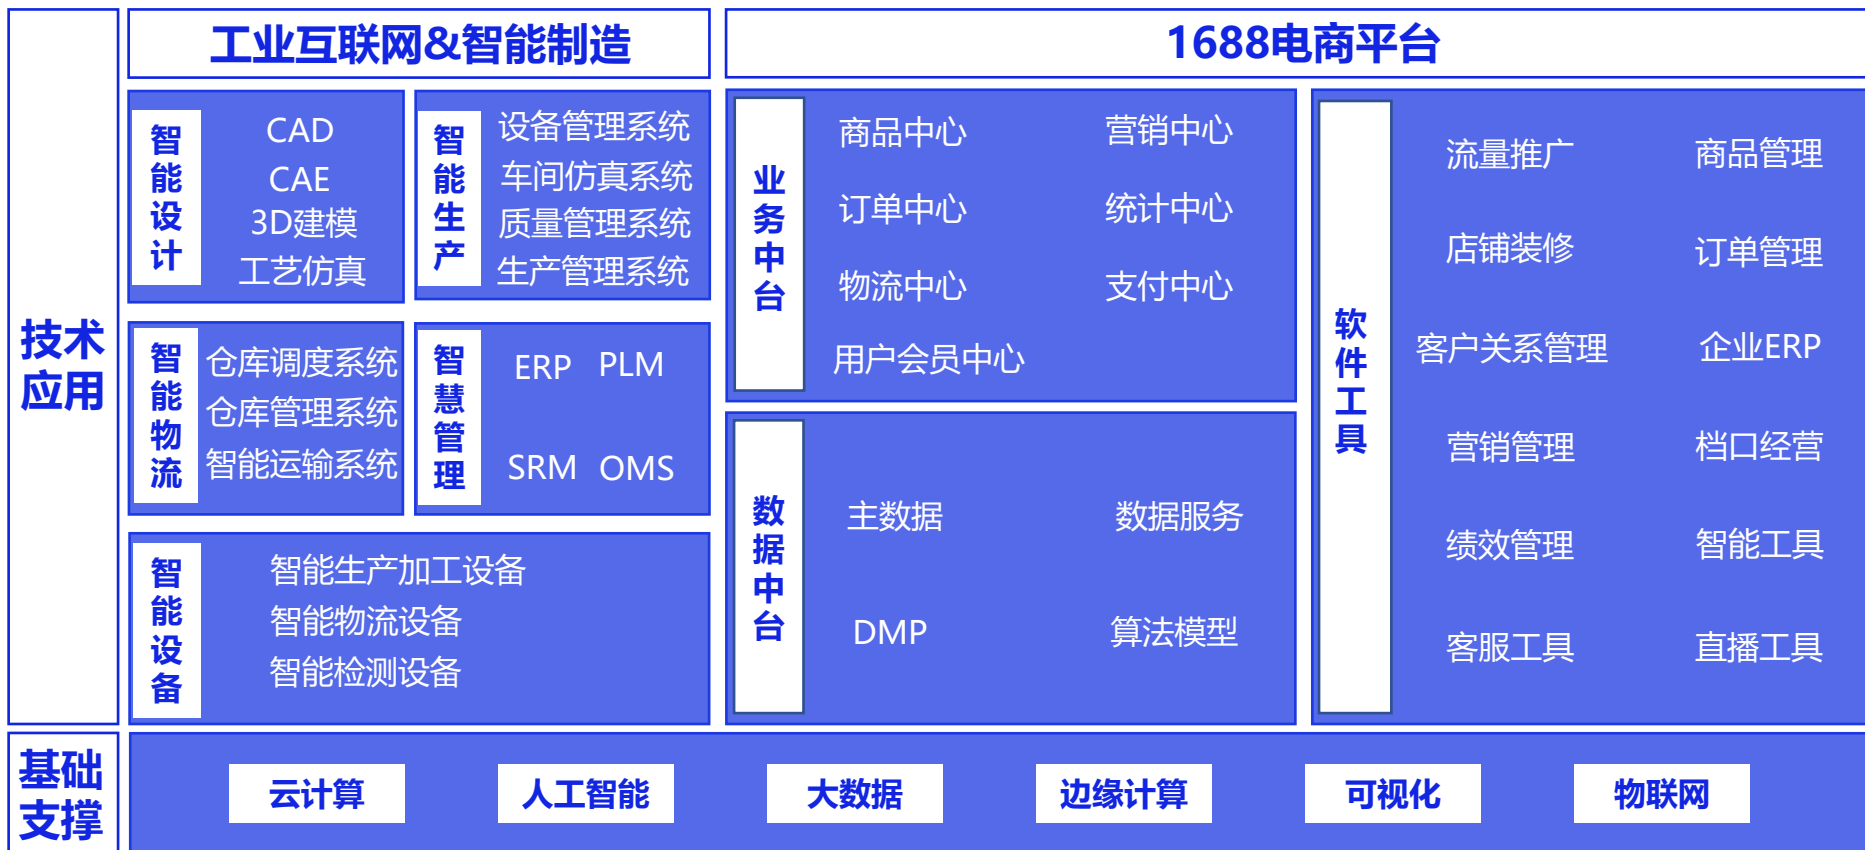 技术
应用
工业互联网&智能制造
智能设计
CAD
CAE
3D建模
工艺仿真
智能生产
设备管理系统
车间仿真系统
质量管理系统
生产管理系统
智能物流
仓库调度系统
仓库管理系统
智能运输系统
智慧管理
ERP PLM
SRM OMS
智能设备
智能生产加工设备
智能物流设备
智能检测设备
1688电商平台
业务中台
商品中心 营销中心
订单中心 统计中心
物流中心 支付中心
用户会员中心
数据中台
主数据 数据服务
DMP 算法模型
软件工具
流量推广 商品管理
店铺装修 订单管理
客户关系管理 企业ERP
营销管理 档口经营
绩效管理 智能工具
客服工具 直播工具
基础
支撑
云计算 人工智能 大数据 边缘计算 可视化 物联网